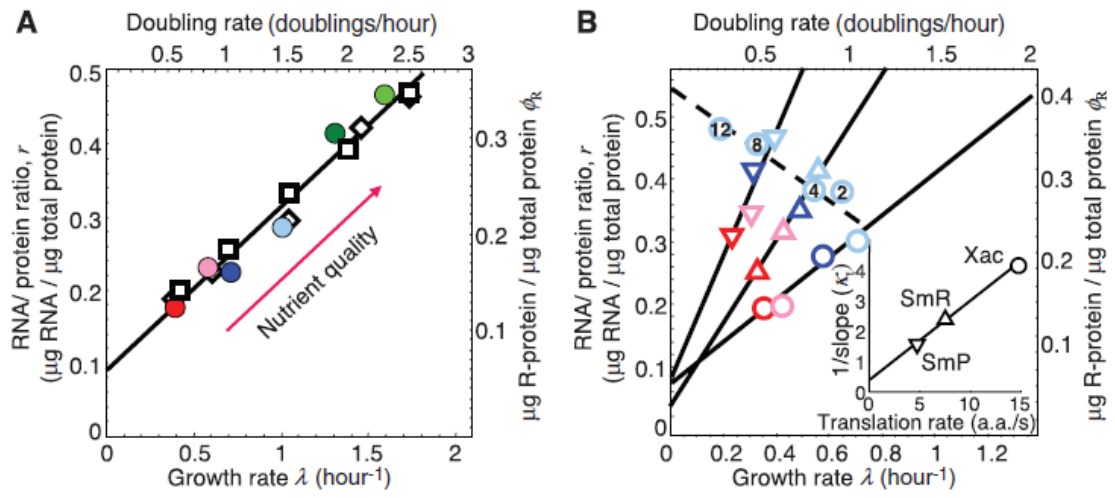 A
Doubling rate (doublings/hour)
0 0.5 1 1.5 2 2.5 3
RNA/ protein ratio, r
(μg RNA / μg total protein)
0.5
0.4
0.3
0.2
0.1
0
0.3
0.2
0.1
μg R-protein / μg total protein ϕR
Nutrient quality
0 0.5 1 1.5 2
Growth rate λ (hour-1)
B
Doubling rate (doublings/hour)
0 0.5 1 1.5 2
RNA/ protein ratio, r
(μg RNA / μg total protein)
0.5
0.4
0.3
0.2
0.1
0
0.4
0.3
0.2
0.1
μg R-protein / μg total protein ϕR
12
8
4
2
1/slope (κt)
4
3
2
1
0
Xac
SmR
SmP
0 5 10 15
Translation rate (a.a./s)
0 0.2 0.4 0.6 0.8 1 1.2
Growth rate λ (hour-1)